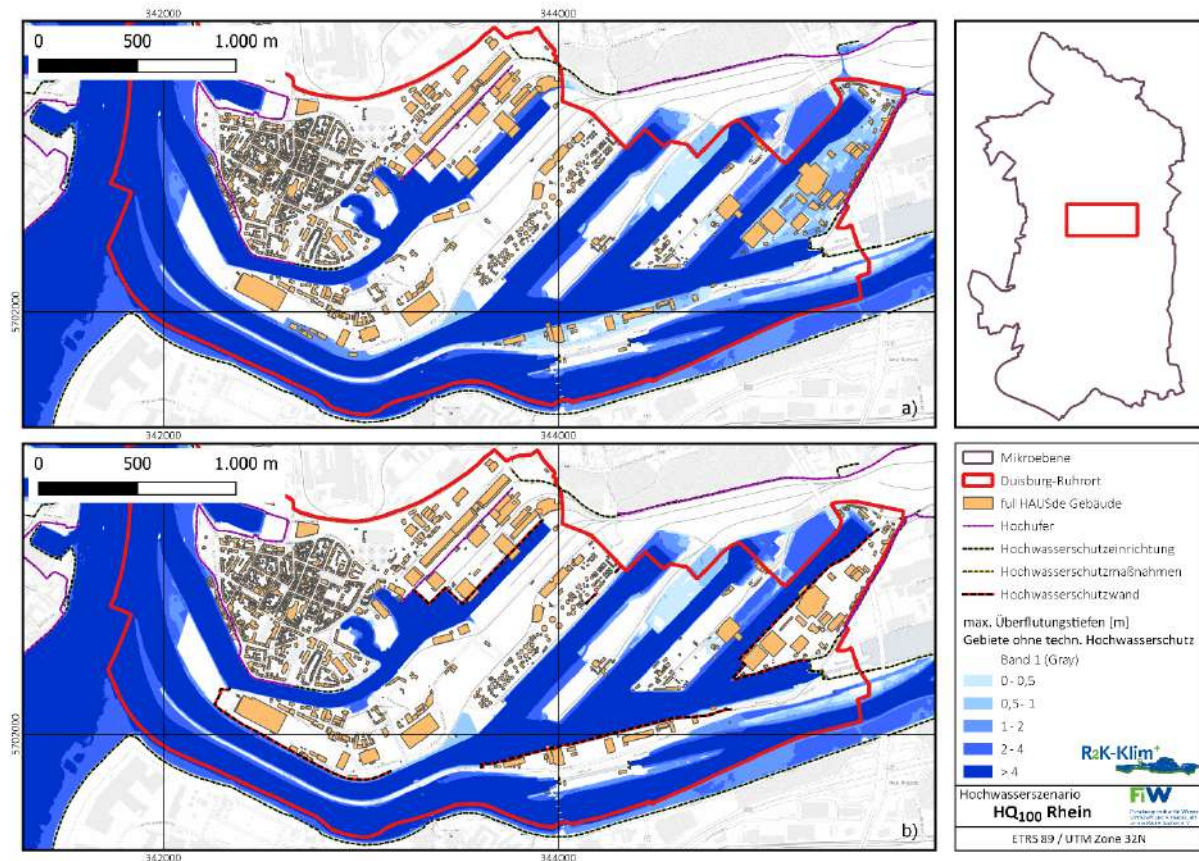 342000
344000
0 500 1.000 m
5702000
a)
342000
344000
0 500 1.000 m
5702000
b)
342000
344000
Mikroebene
Duisburg-Ruhrort
full HAUSde Gebäude
Hochufer
Hochwasserschutzeinrichtung
Hochwasserschutzmaßnahmen
Hochwasserschutzwand
max. Überflutungstiefen [m]
Gebiete ohne techn. Hochwasserschut
Band 1 (Gray)
0 - 0,5
0,5 - 1
1 - 2
2 - 4
> 4
R2K-Klim+
Hochwasserszenario
HQ100 Rhein
FiW
ETRS 89 / UTM Zone 32N